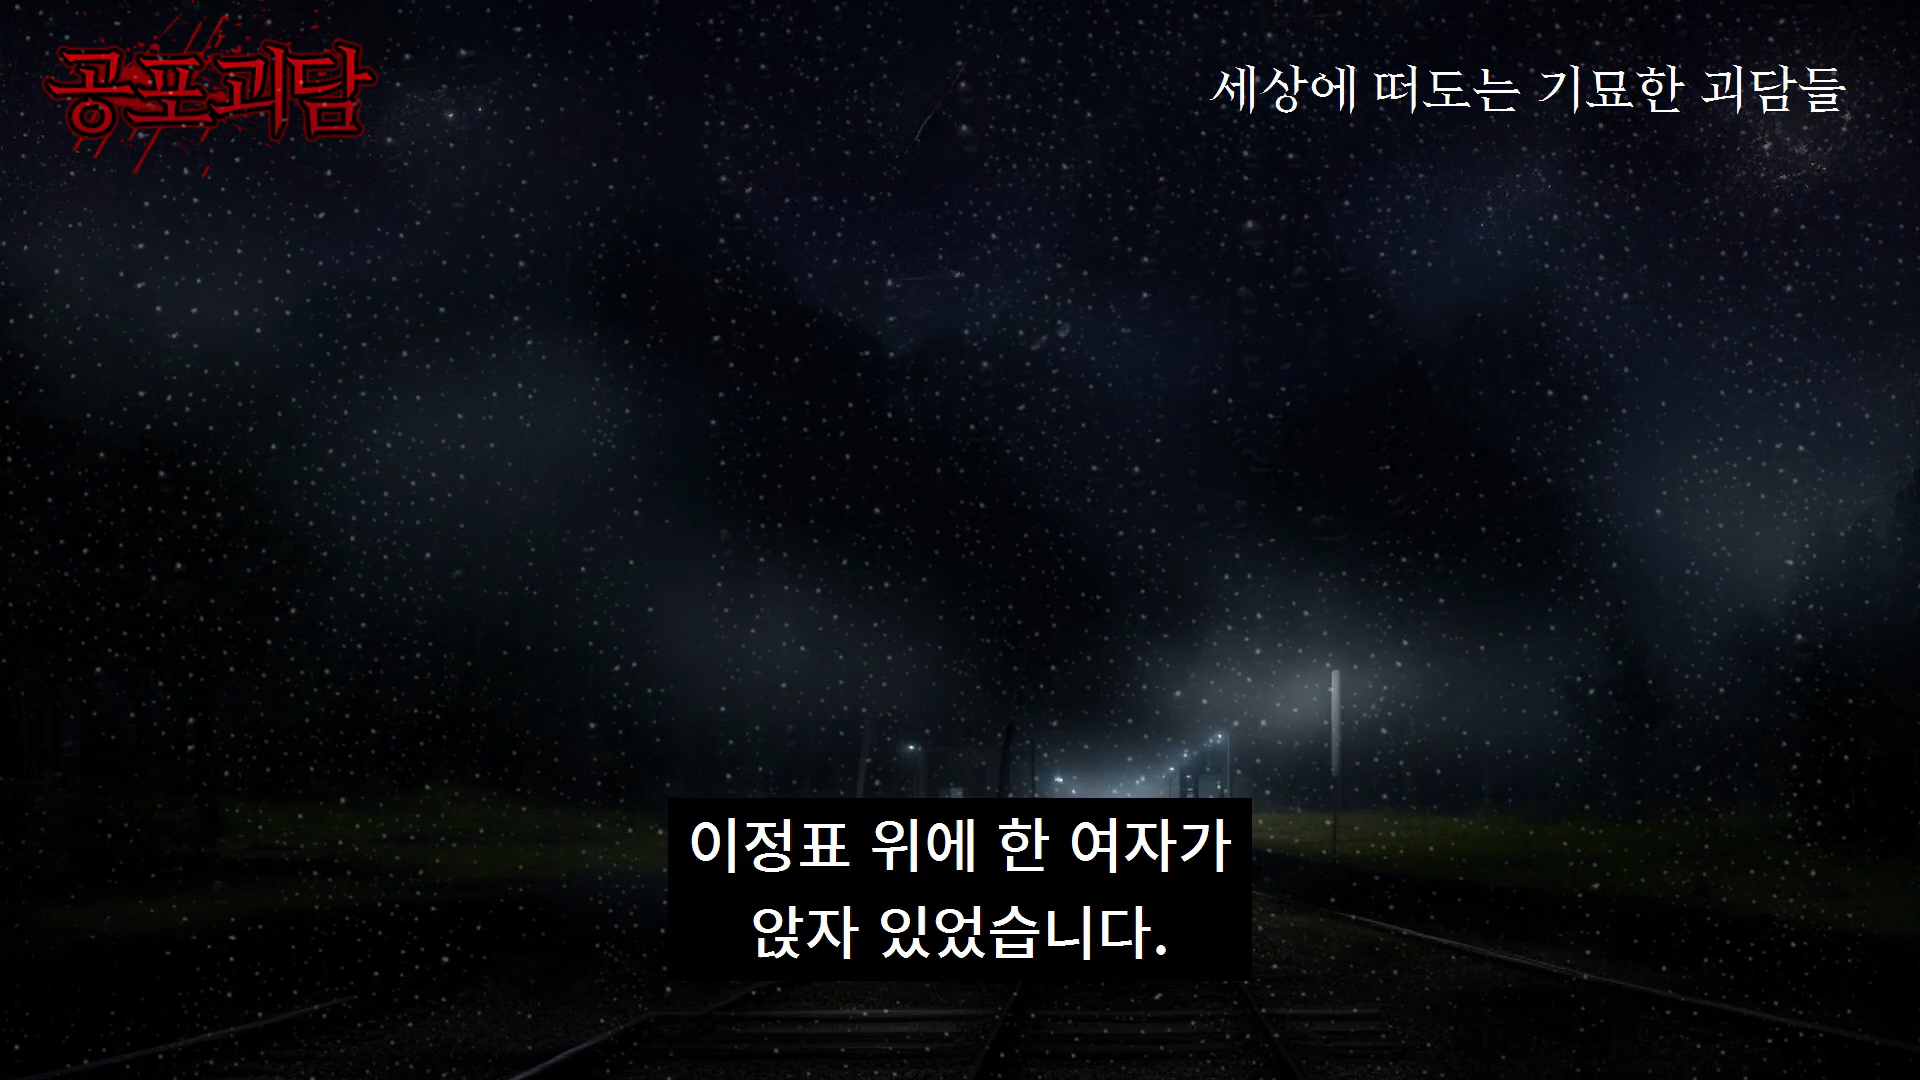 공포괴담
세상에 떠도는 기묘한 괴담들
이정표 위에 한 여자가
앉자 있었습니다.